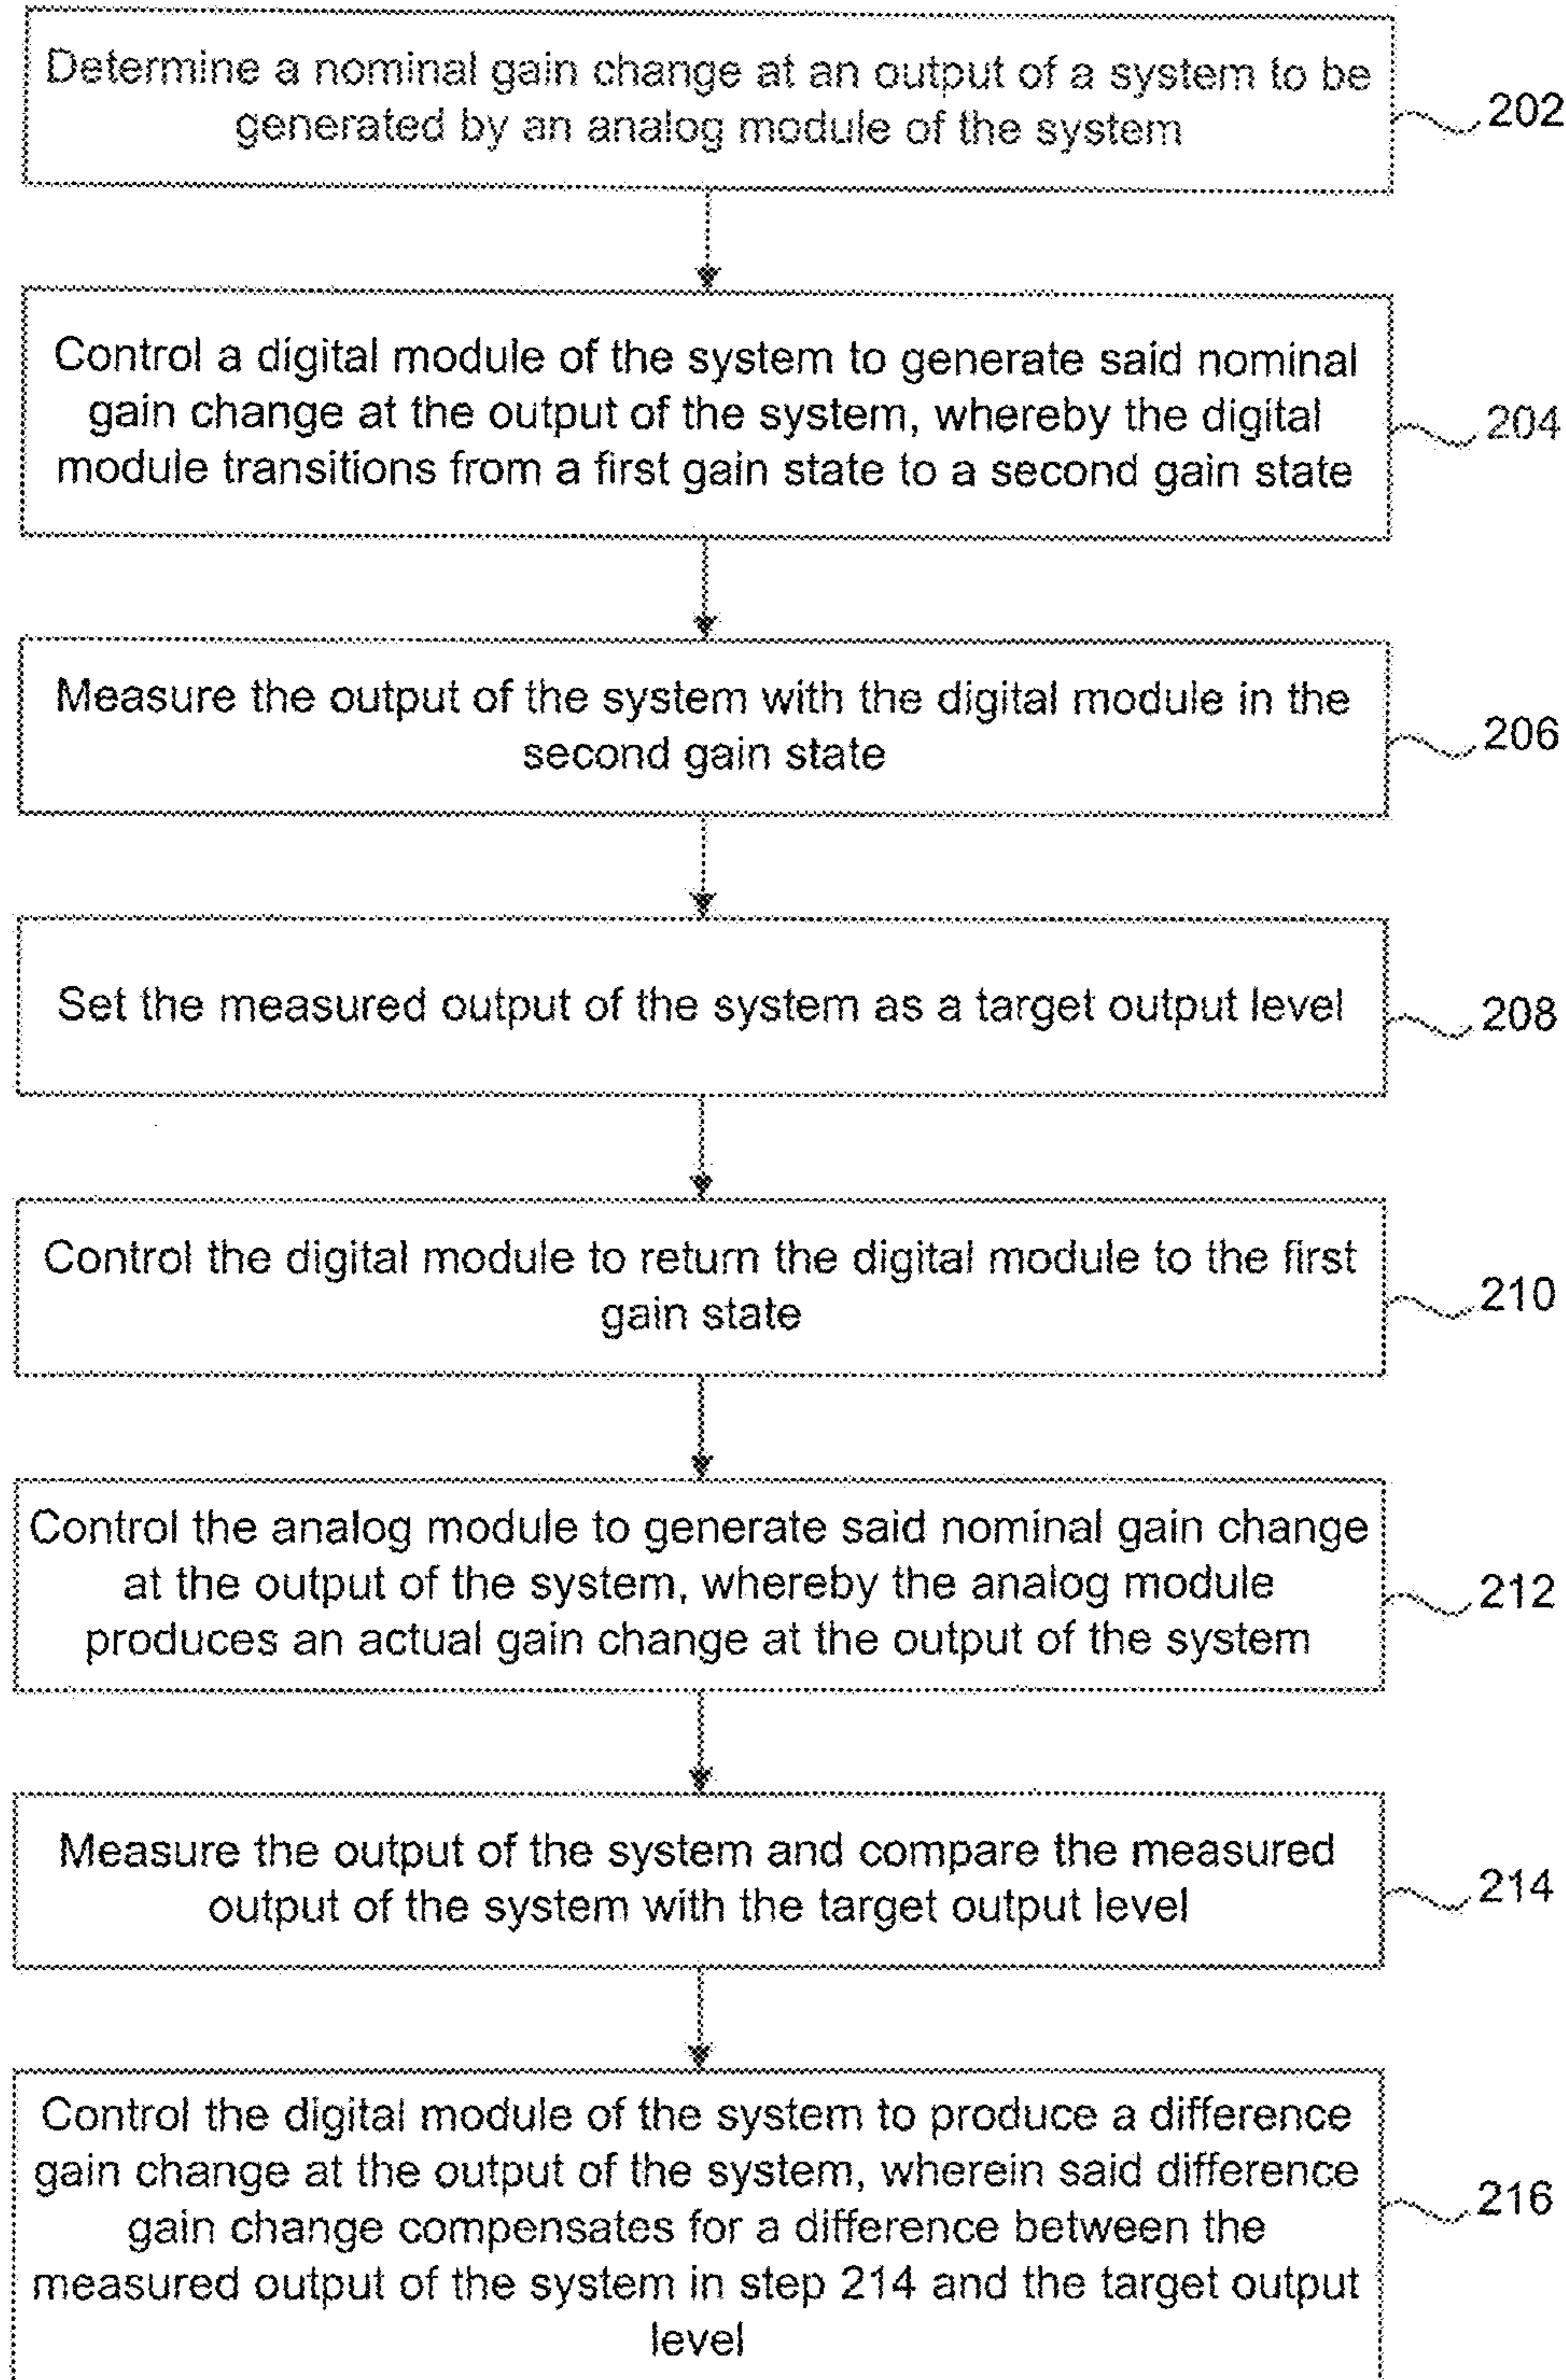 Determine a nominal gain change at an output of a system to be
generated by an analog module of the system
202
Control a digital module of the system to generate said nominal
gain change at the output of the system, whereby the digital
module transitions from a first gain state to a second gain state
204
Measure the output of the system with the digital module in the
second gain state
206
Set the measured output of the system as a target output level
208
Control the digital module to return the digital module to the first
gain state
210
Control the analog module to generate said nominal gain change
at the output of the system, whereby the analog module
produces an actual gain change at the output of the system
212
Measure the output of the system and compare the measured
output of the system with the target output level
214
Control the digital module of the system to produce a difference
gain change at the output of the system, wherein said difference
gain change compensates for a difference between the
measured output of the system in step 214 and the target output
level
216